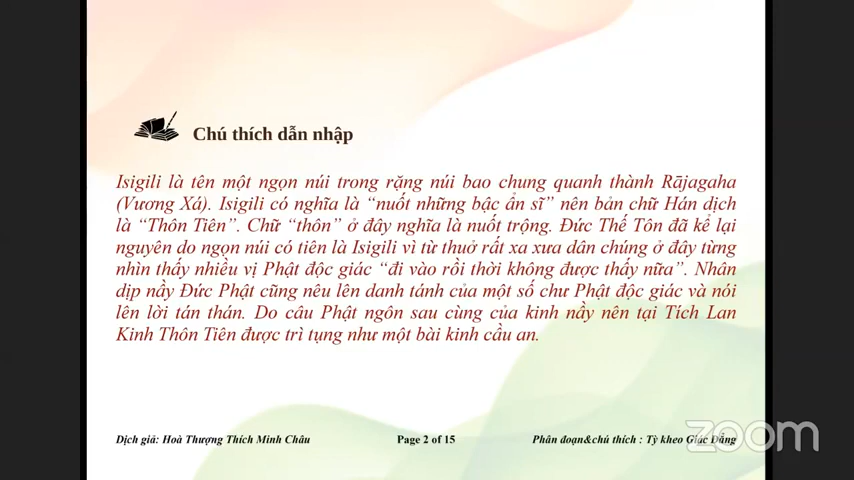 Chú thích dẫn nhập
Isigili là tên một ngọn núi trong rặng núi bao chung quanh thành Rājagaha
(Vương Xá). Isigili có nghĩa là “nuốt những bậc ẩn sĩ” nên bản chữ Hán dịch
là “Thôn Tiên”. Chữ “thôn” ở đây nghĩa là nuốt trộng. Đức Thế Tôn đã kể lại
nguyên do ngọn núi có tiên là Isigili vì từ thuở rất xa xưa dân chúng ở đây từng
nhìn thấy nhiều vị Phật độc giác “đi vào rồi thời không được thấy nữa”. Nhân
dịp nầy Đức Phật cũng nêu lên danh tánh của một số chư Phật độc giác và nói
lên lời tán thán. Do câu Phật ngôn sau cùng của kinh nầy nên tại Tích Lan
Kinh Thôn Tiên được trì tụng như một bài kinh cầu an.
Dịch giả: Hoà Thượng Thích Minh Châu Page 2 of 15 Phân đoạn&chú thích : Tỳ kheo Giác Đẳng
zoom